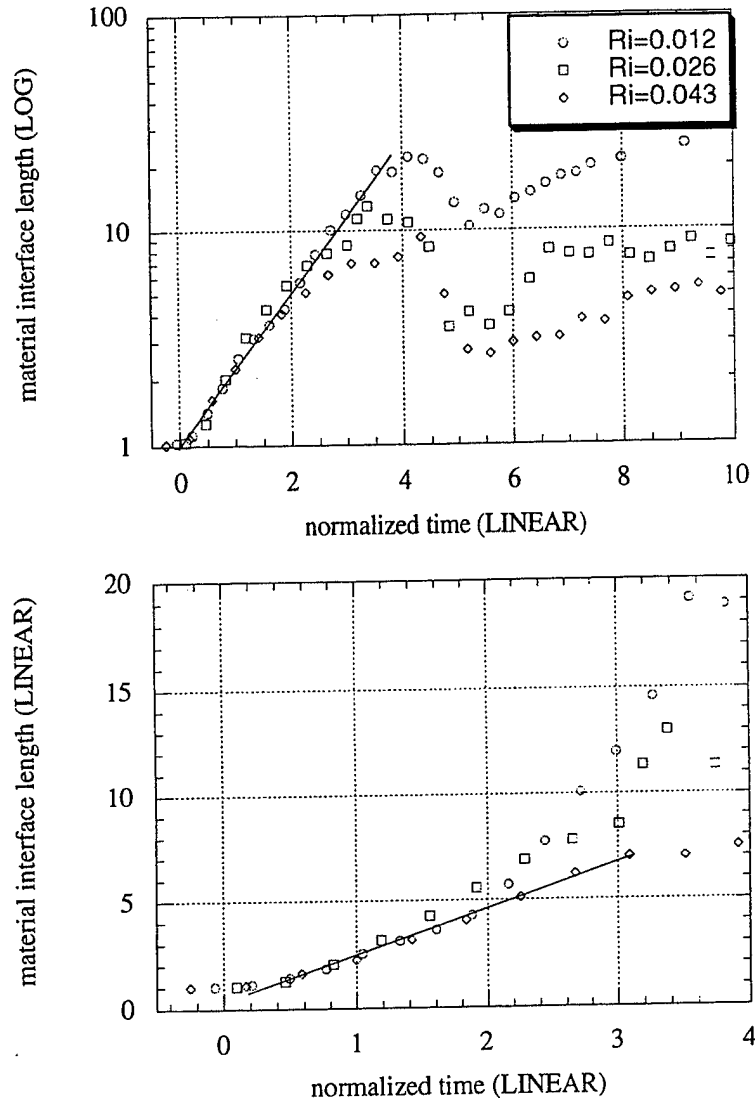 100
Ri=0.012
Ri=0.026
Ri=0.043
material interface length (LOG)
10
1
0 2 4 6 8 10
normalized time (LINEAR)
20
15
material interface length (LINEAR)
10
5
0
0 1 2 3 4
normalized time (LINEAR)